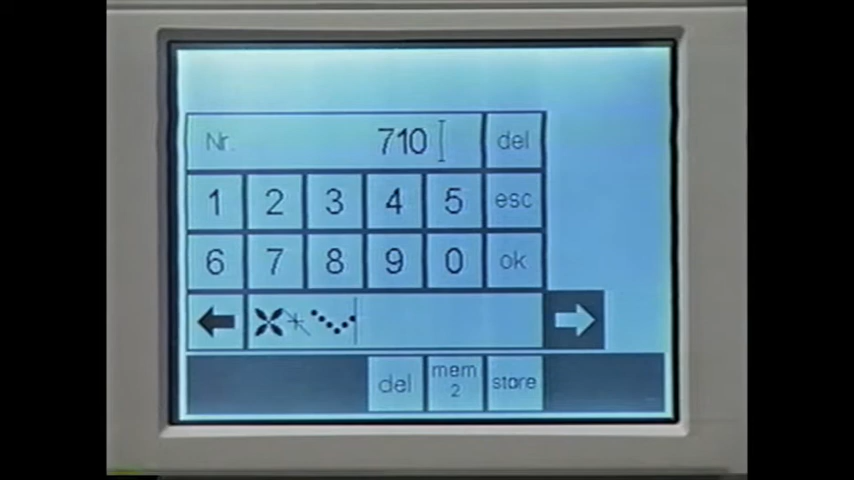 Nr. 710 del
1 2 3 4 5 esc
6 7 8 9 0 ok
del mem 2 store